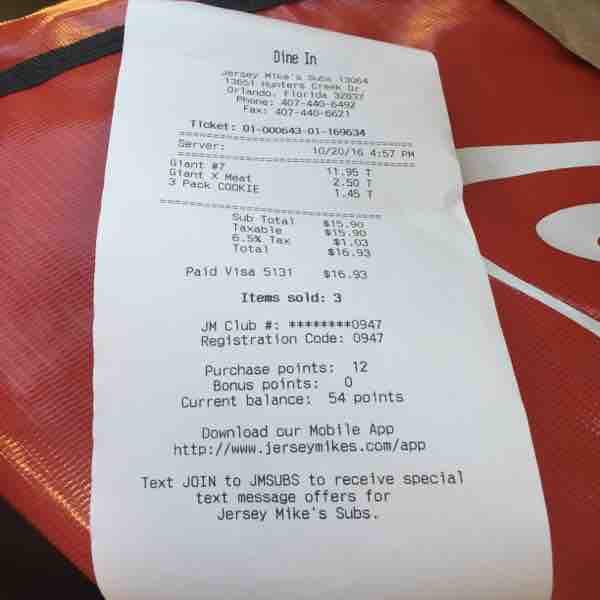 Dine In
Jersey Mike's Subs 13064
13651 Hunters Creek Dr.
Orlando, Florida 32837
Phone: 407-440-6492
Fax: 407-440-6621
Ticket: 01-000643-01-169634
==================================
Server: 10/20/16 4:57 PM
==================================
Giant #7 11.95 T
Giant X Meat 2.50 T
3 Pack COOKIE 1.45 T
==================================
Sub Total $15.90
Taxable $15.90
6.5% Tax $1.03
Total $16.93
Paid Visa 5131 $16.93
Items sold: 3
JM Club #: ********0947
Registration Code: 0947
Purchase points: 12
Bonus points: 0
Current balance: 54 points
Download our Mobile App
http://www.jerseymikes.com/app
Text JOIN to JMSUBS to receive special
text message offers for
Jersey Mike's Subs.